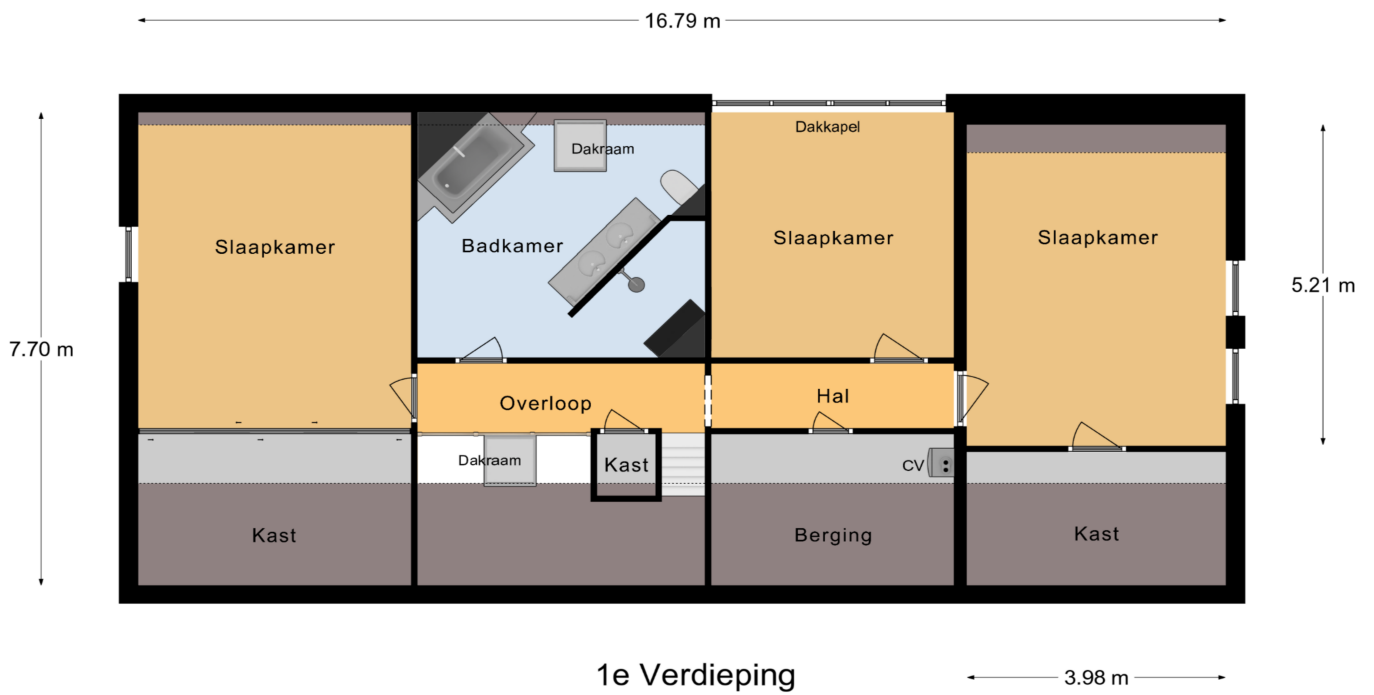 16.79 m
Dakkapel
Dakraam
Slaapkamer
Badkamer
Slaapkamer
Slaapkamer
5.21 m
7.70 m
Overloop
Hal
Dakraam
Kast
CV
Kast
Berging
Kast
1e Verdieping
3.98 m